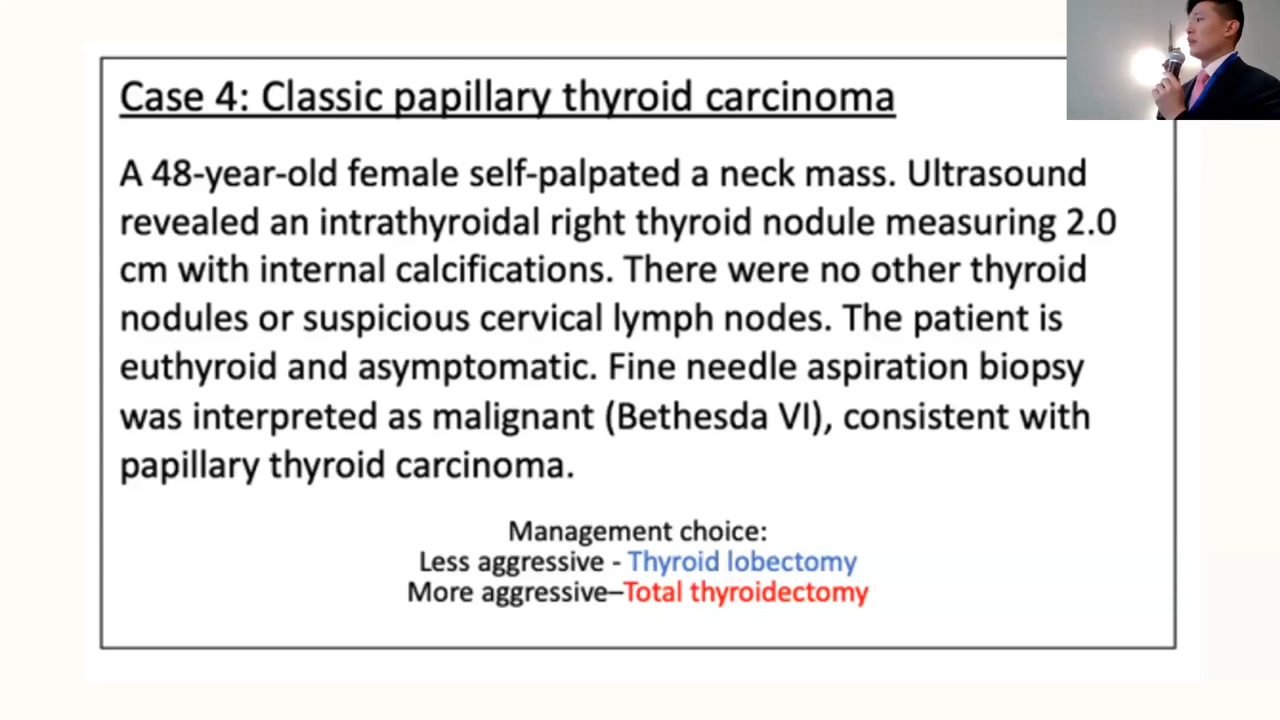 Case 4: Classic papillary thyroid carcinoma
A 48-year-old female self-palpated a neck mass. Ultrasound
revealed an intrathyroidal right thyroid nodule measuring 2.0
cm with internal calcifications. There were no other thyroid
nodules or suspicious cervical lymph nodes. The patient is
euthyroid and asymptomatic. Fine needle aspiration biopsy
was interpreted as malignant (Bethesda VI), consistent with
papillary thyroid carcinoma.
Management choice:
Less aggressive - Thyroid lobectomy
More aggressive–Total thyroidectomy